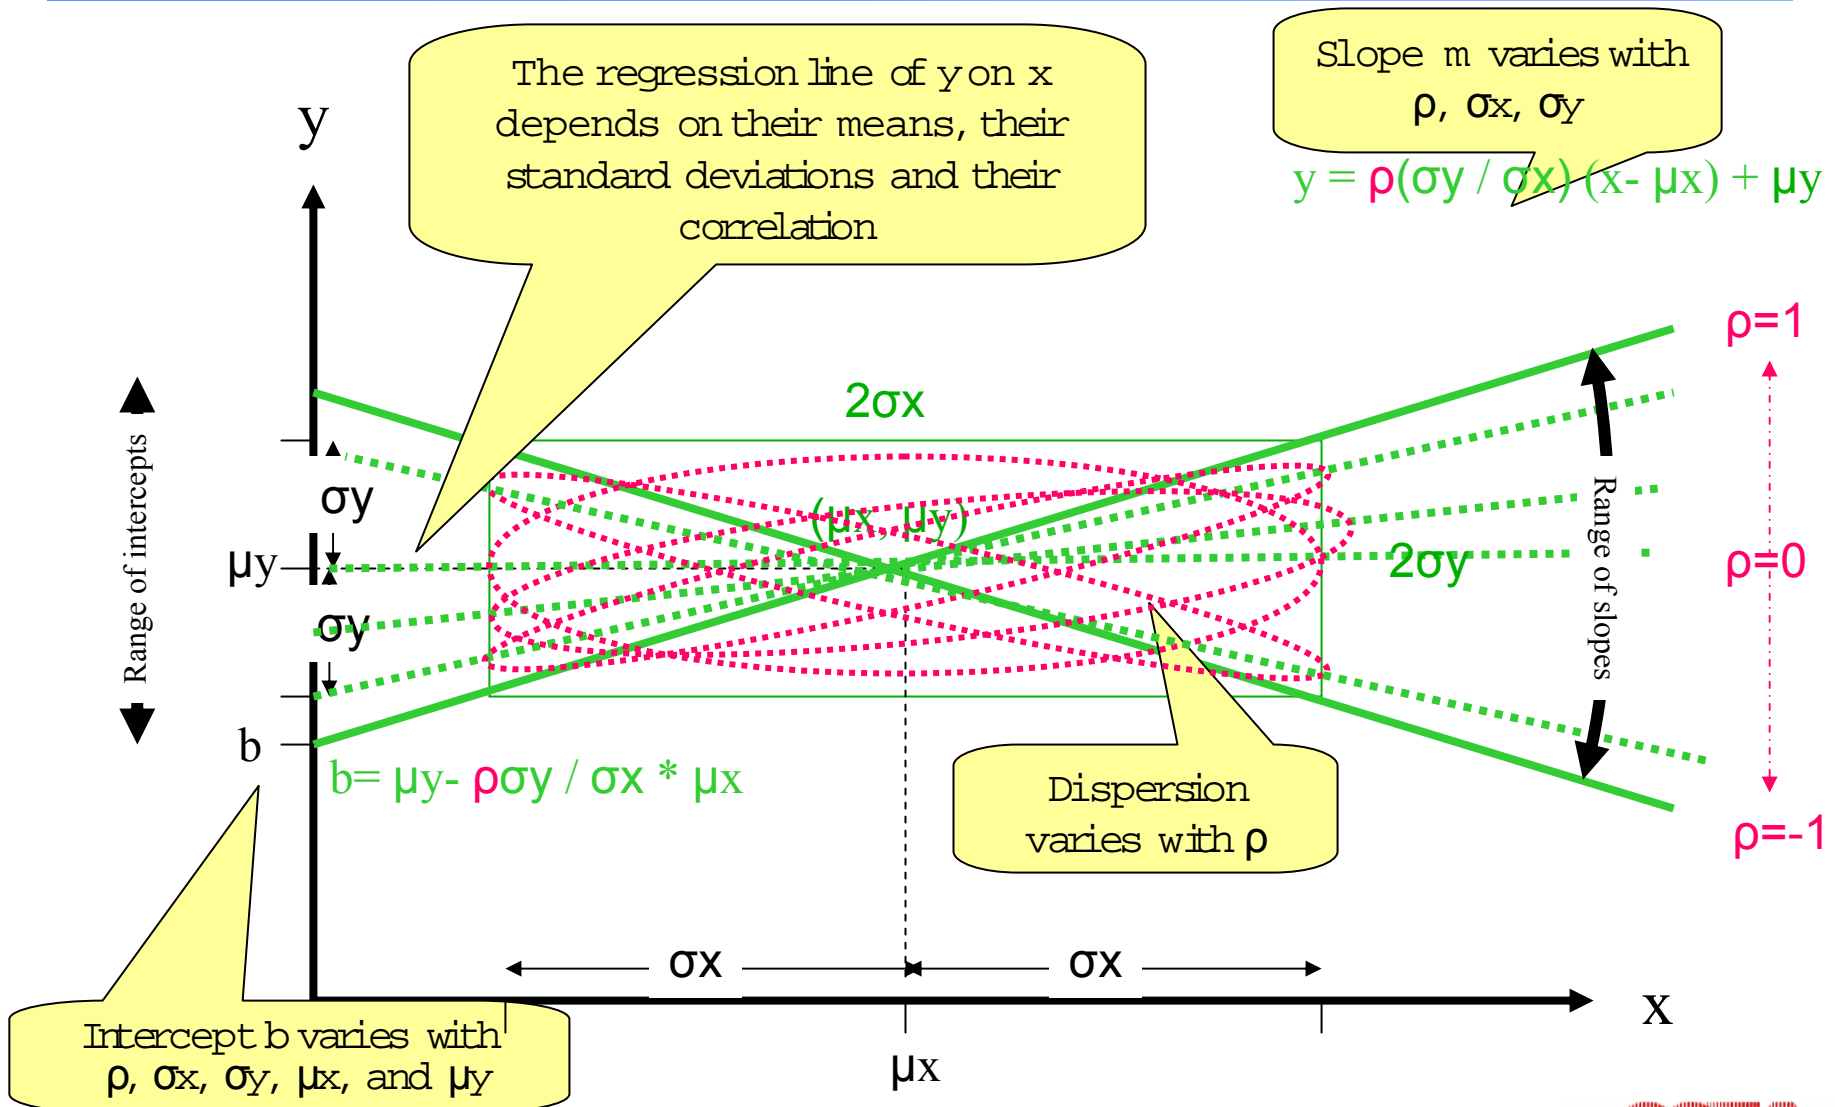 The regression line of y on x
depends on their means, their
standard deviations and their
correlation
Slope m varies with
ρ, σx, σy
y = ρ(σy / σx) (x- μx) + μy
y
ρ=1
2σx
Range of intercepts
σy
(μx, μy)
Range of slopes
μy
2σy
ρ=0
σy
b
b= μy- ρσy / σx * μx
Dispersion
varies with ρ
ρ=-1
σx
σx
x
Intercept b varies with
ρ, σx, σy, μx, and μy
μx